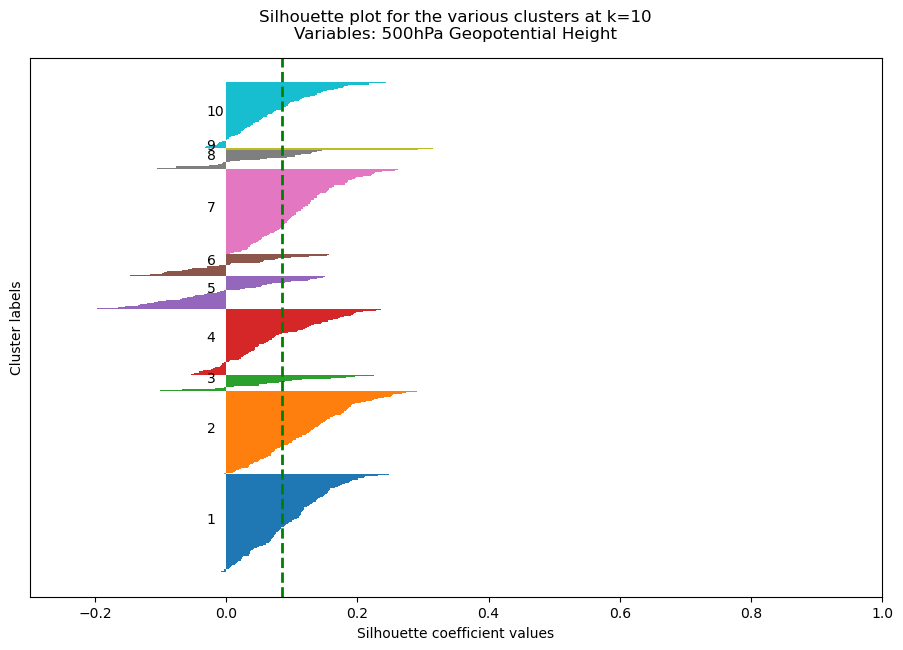 Silhouette plot for the various clusters at k=10
Variables: 500hPa Geopotential Height
Cluster labels
10
9
8
7
6
5
4
3
2
1
−0.2 0.0 0.2 0.4 0.6 0.8 1.0
Silhouette coefficient values